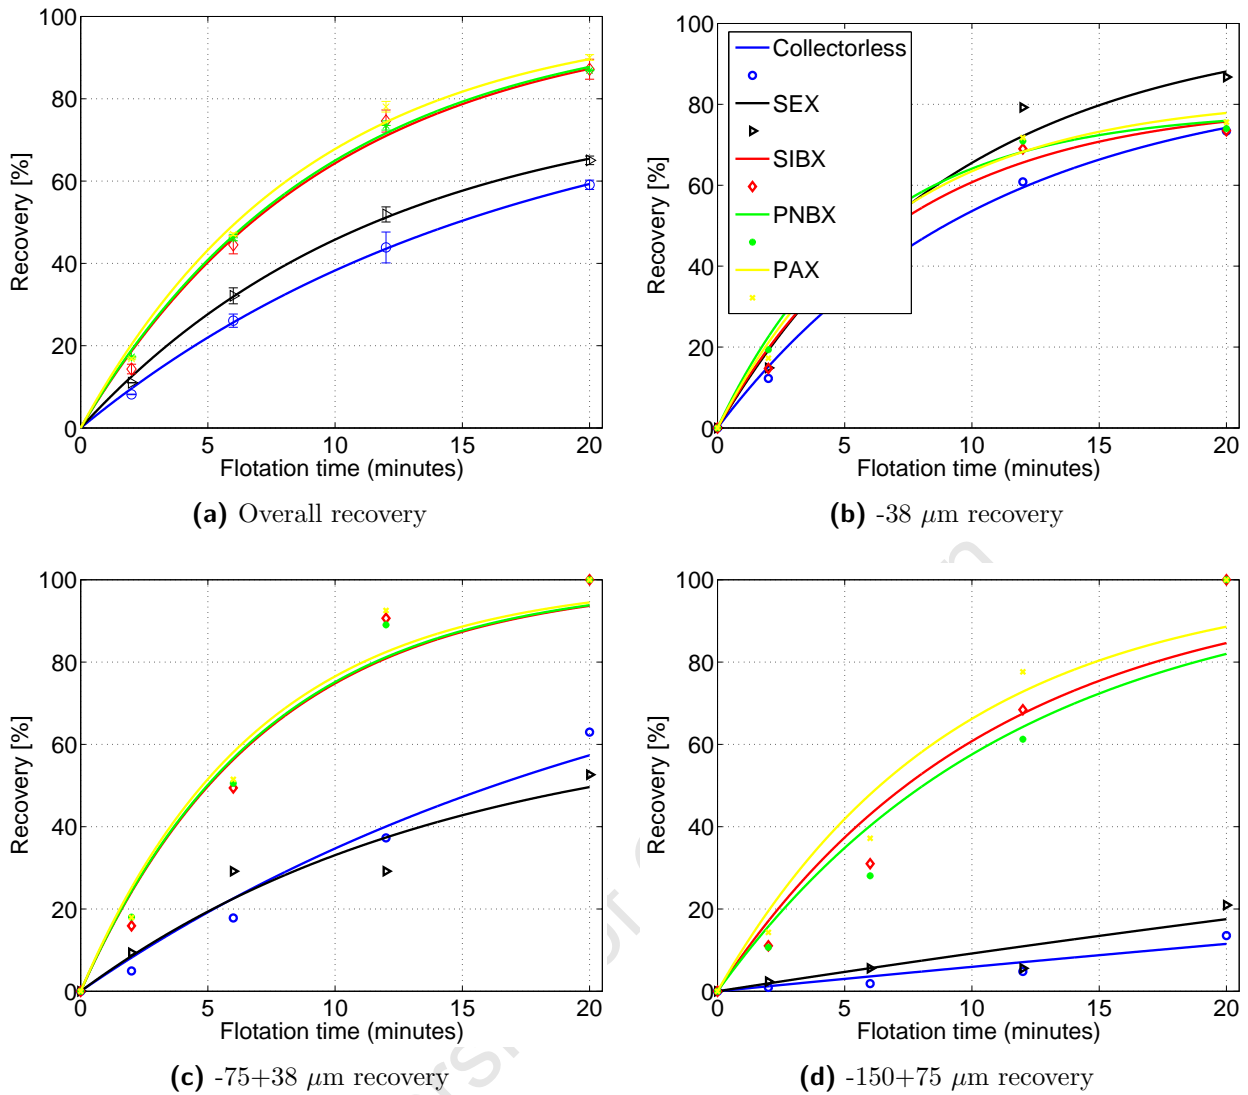 100
80
60
40
20
0
Recovery [%]
0 5 10 15 20
Flotation time (minutes)
(a) Overall recovery
100
80
60
40
20
0
Recovery [%]
Collectorless
SEX
SIBX
PNBX
PAX
0 5 10 15 20
Flotation time (minutes)
(b) -38 μm recovery
100
80
60
40
20
0
Recovery [%]
0 5 10 15 20
Flotation time (minutes)
(c) -75+38 μm recovery
100
80
60
40
20
0
Recovery [%]
0 5 10 15 20
Flotation time (minutes)
(d) -150+75 μm recovery